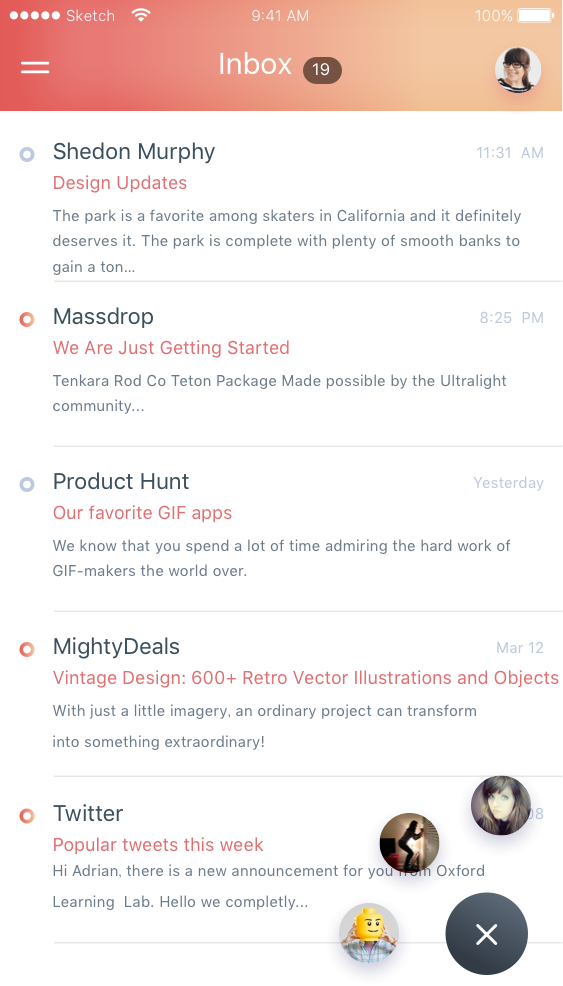 Sketch 9:41 AM 100%
Inbox 19
Shedon Murphy 11:31 AM
Design Updates
The park is a favorite among skaters in California and it definitely
deserves it. The park is complete with plenty of smooth banks to
gain a ton...
Massdrop 8:25 PM
We Are Just Getting Started
Tenkara Rod Co Teton Package Made possible by the Ultralight
community...
Product Hunt Yesterday
Our favorite GIF apps
We know that you spend a lot of time admiring the hard work of
GIF-makers the world over.
MightyDeals Mar 12
Vintage Design: 600+ Retro Vector Illustrations and Objects
With just a little imagery, an ordinary project can transform
into something extraordinary!
Twitter
Popular tweets this week
Hi Adrian, there is a new announcement for you from Oxford
Learning Lab. Hello we completly...